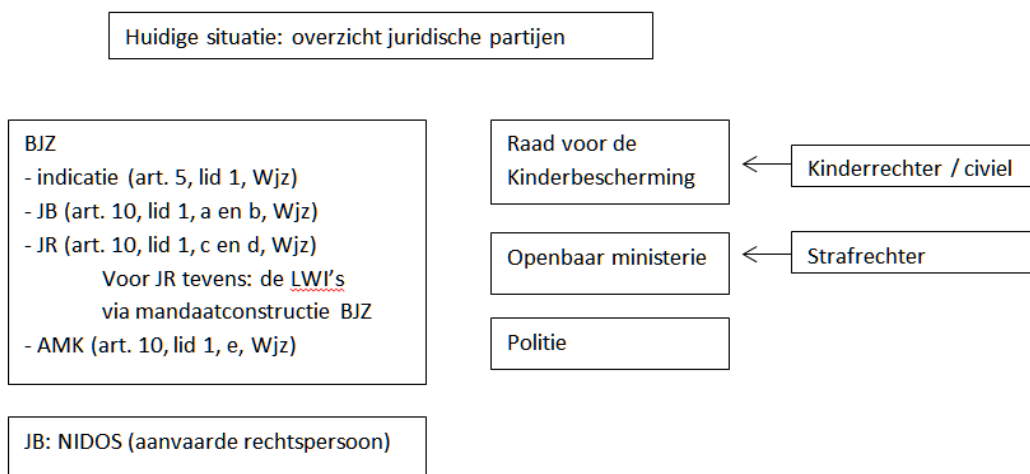 Huidige situatie: overzicht juridische partijen
BJZ
- indicatie (art. 5, lid 1, Wjz)
- JB (art. 10, lid 1, a en b, Wjz)
- JR (art. 10, lid 1, c en d, Wjz)
Voor JR tevens: de LWI's
via mandaatconstructie BJZ
- AMK (art. 10, lid 1, e, Wjz)
JB: NIDOS (aanvaarde rechtspersoon)
Raad voor de
Kinderbescherming
Openbaar ministerie
Politie
Kinderrechter / civiel
Strafrechter